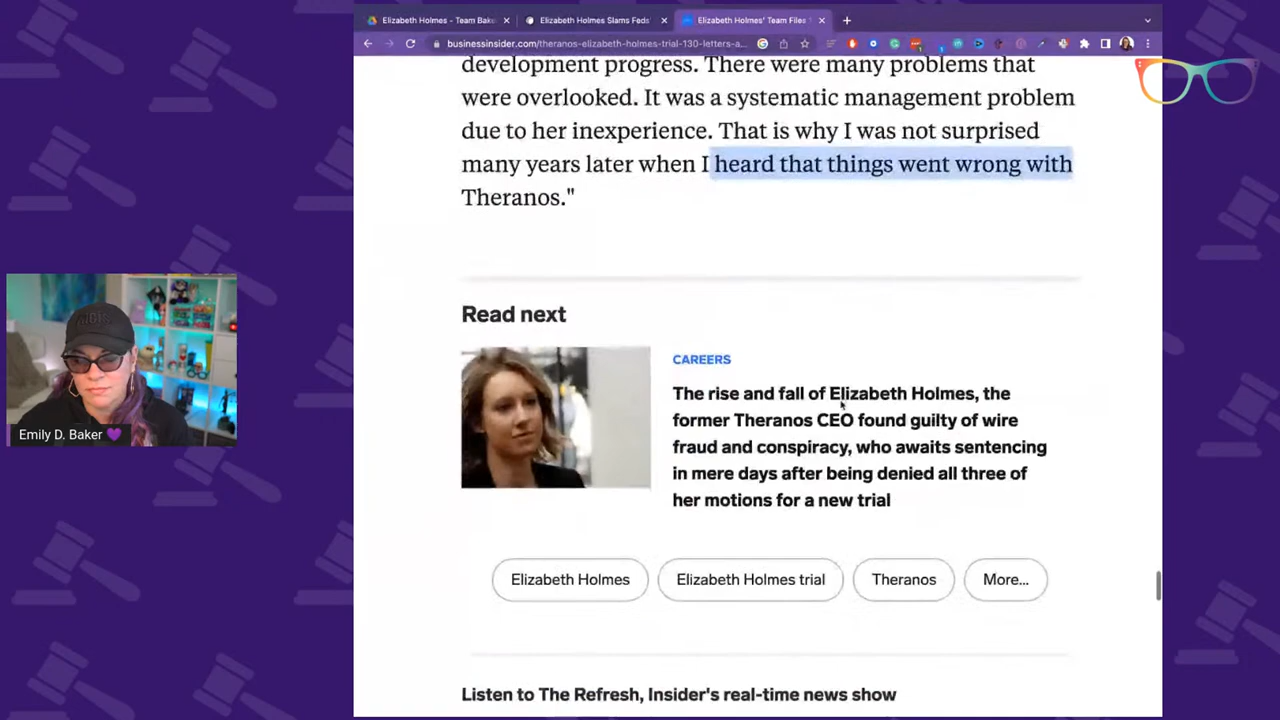 Elizabeth Holmes - Team Bake
Elizabeth Holmes Slams Feds'
Elizabeth Holmes' Team Files
businessinsider.com/theranos-elizabeth-holmes-trial-130-letters-a...
development progress. There were many problems that
were overlooked. It was a systematic management problem
due to her inexperience. That is why I was not surprised
many years later when I heard that things went wrong with
Theranos."
Read next
CAREERS
The rise and fall of Elizabeth Holmes, the
former Theranos CEO found guilty of wire
fraud and conspiracy, who awaits sentencing
in mere days after being denied all three of
her motions for a new trial
Emily D. Baker 💜
Elizabeth Holmes
Elizabeth Holmes trial
Theranos
More...
Listen to The Refresh, Insider's real-time news show